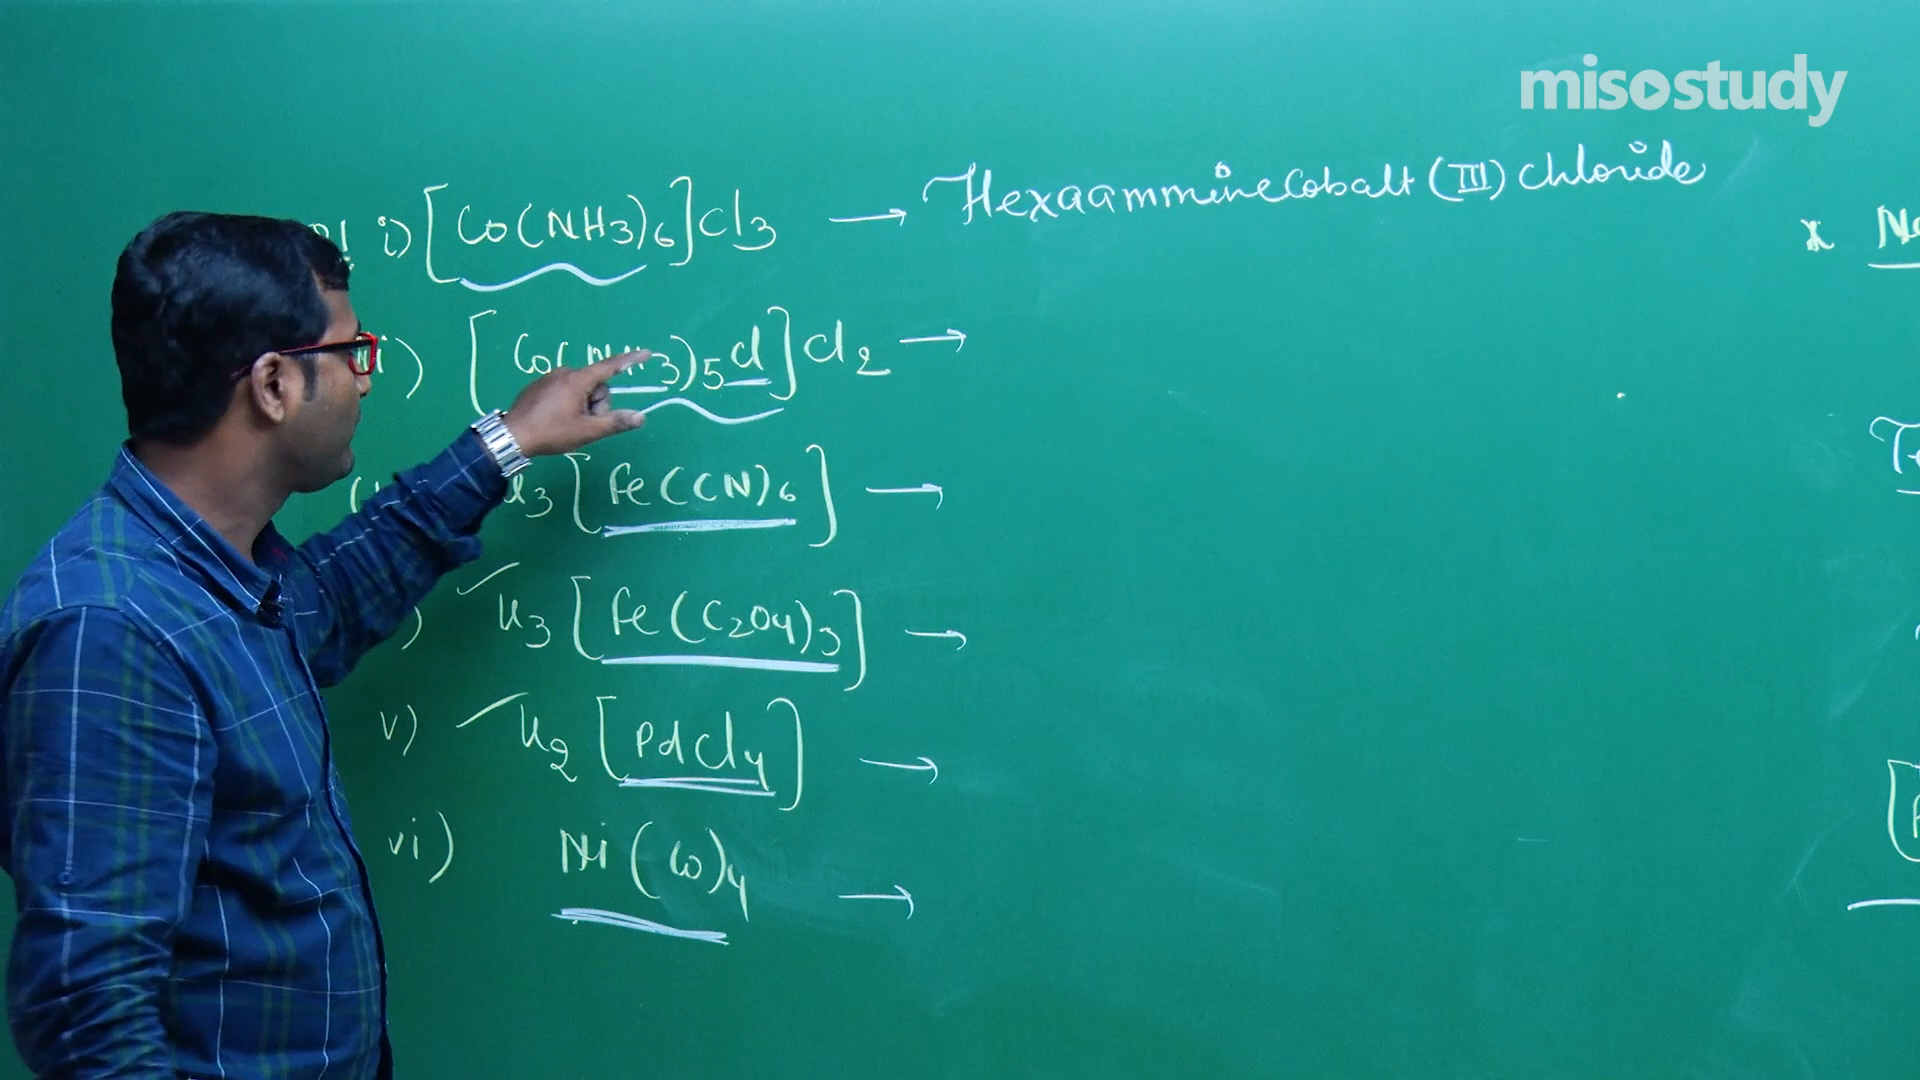 misostudy
i) [Co(NH3)6]Cl3 → Hexaamminecobalt (III) chloride
[Co(NH3)5Cl]Cl2 →
K3[Fe(CN)6] →
K3[Fe(C2O4)3] →
v) K2[PdCl4] →
vi) Ni(CO)4 →